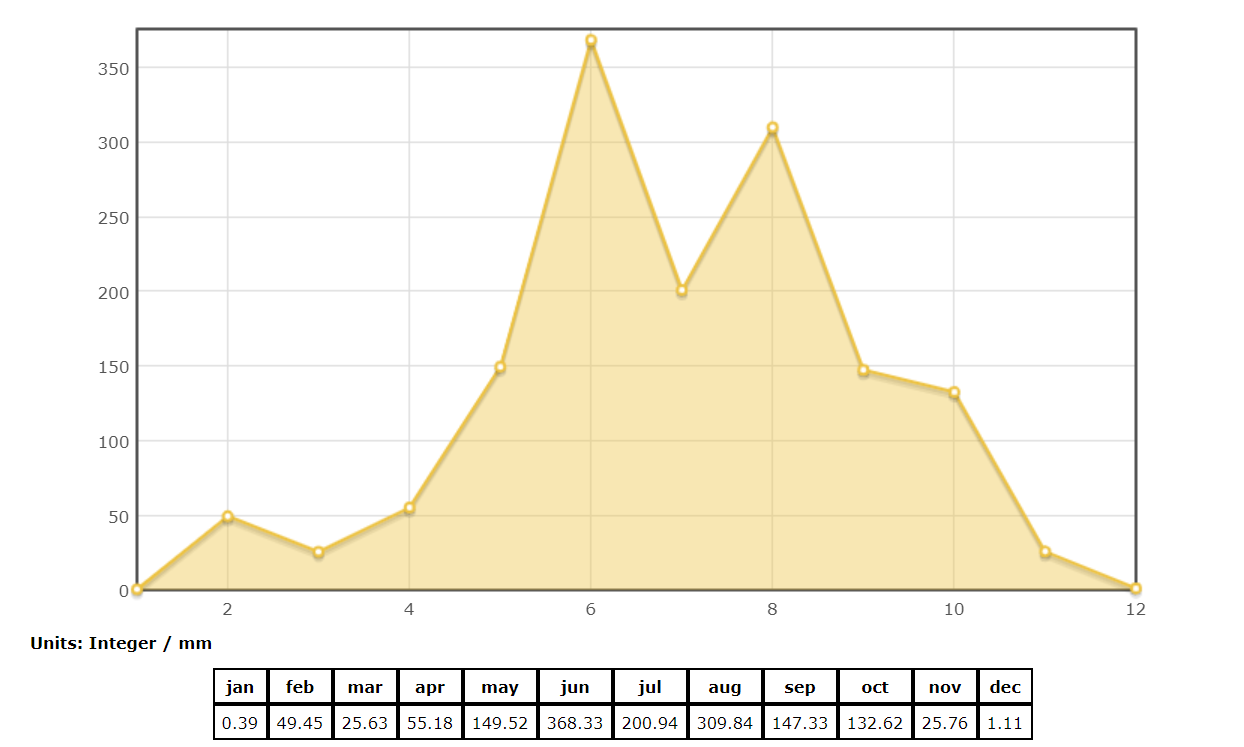 350
300
250
200
150
100
50
0
2 4 6 8 10 12
Units: Integer / mm
jan feb mar apr may jun jul aug sep oct nov dec
0.39 49.45 25.63 55.18 149.52 368.33 200.94 309.84 147.33 132.62 25.76 1.11